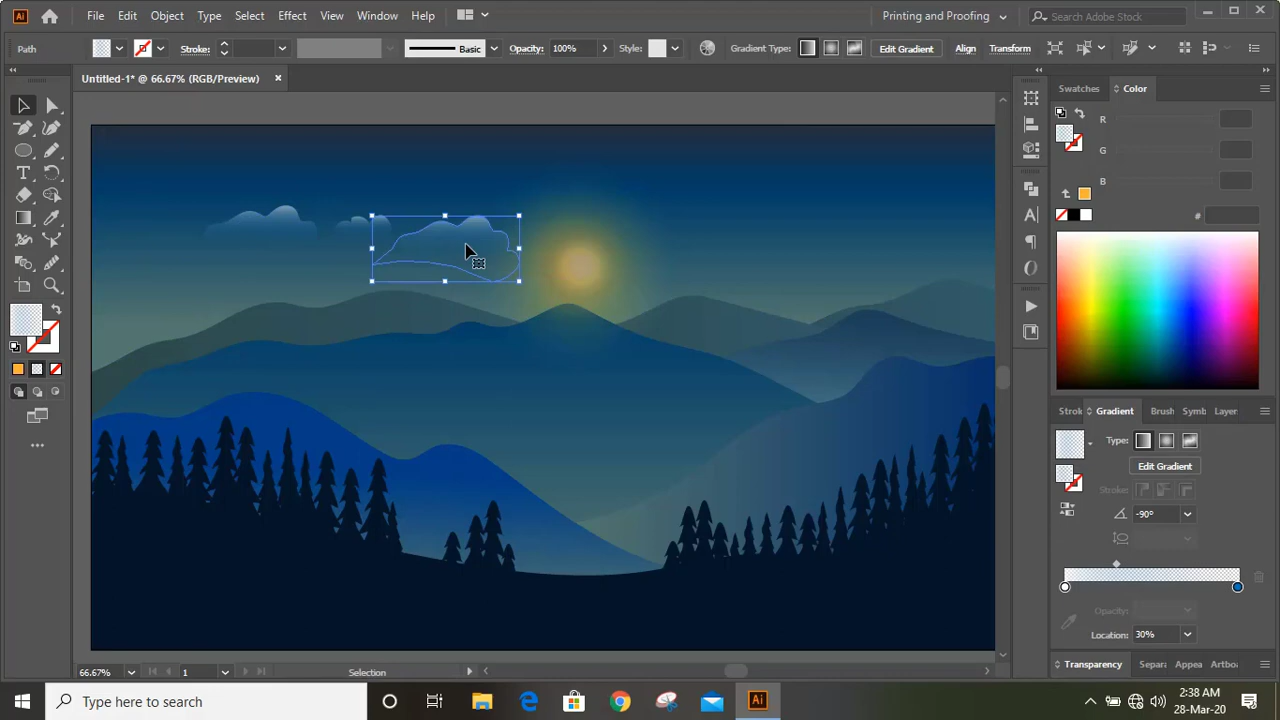 Ai File Edit Object Type Select Effect View Window Help Printing and Proofing Search Adobe Stock
Path Stroke: Basic Opacity: 100% Style: Gradient Type: Edit Gradient Align Transform
Untitled-1* @ 66.67% (RGB/Preview)
Swatches Color
R
G
B
#
Strok Gradient Brush Symb Layer
Type:
Edit Gradient
Stroke:
-90°
Opacity:
Location: 30%
Transparency Separ Appea Artbo
66.67% 1 Selection
Type here to search
2:38 AM
28-Mar-20